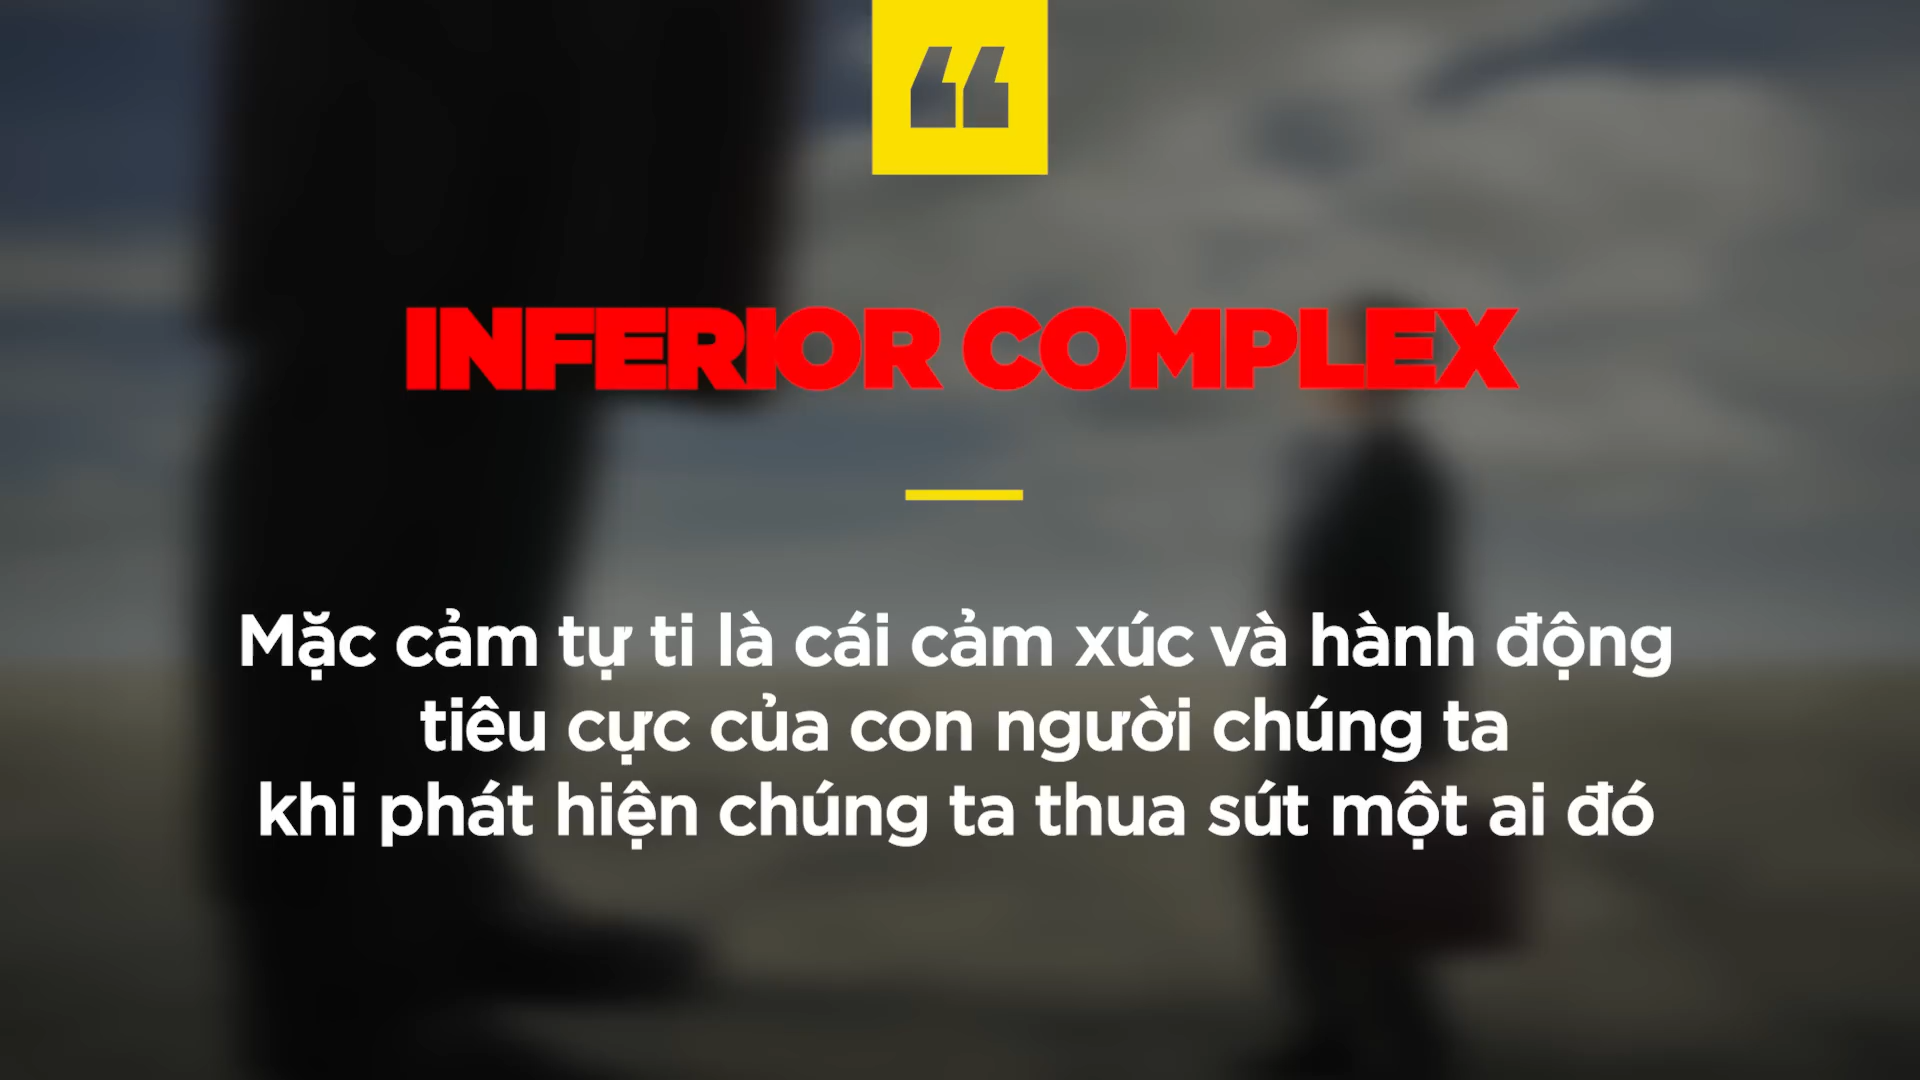 “
INFERIOR COMPLEX
Mặc cảm tự ti là cái cảm xúc và hành động
tiêu cực của con người chúng ta
khi phát hiện chúng ta thua sút một ai đó